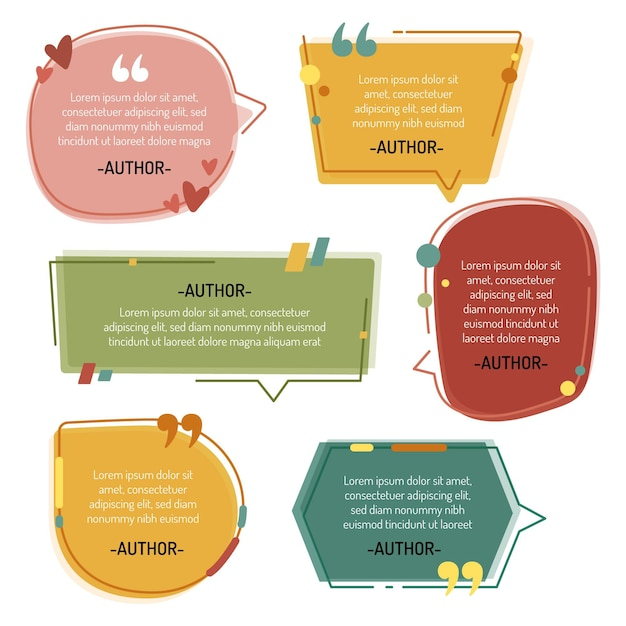 “
Lorem ipsum dolor sit amet,
consectetuer adipiscing elit, sed
diam nonummy nibh euismod
tincidunt ut laoreet dolore magna
-AUTHOR-
“
Lorem ipsum dolor sit amet,
consectetuer adipiscing elit, sed
diam nonummy nibh euismod
-AUTHOR-
-AUTHOR-
Lorem ipsum dolor sit amet, consectetuer
adipiscing elit, sed diam nonummy nibh euismod
tincidunt ut laoreet magna aliquam erat
Lorem ipsum dolor
sit amet, consectetuer
adipiscing elit, sed
diam nonummy
nibh euismod tincidunt
ut laoreet dolore magna
-AUTHOR-
”
Lorem ipsum dolor sit
amet, consectetuer
adipiscing elit, sed diam
nonummy nibh euismod
-AUTHOR-
Lorem ipsum dolor sit amet,
consectetuer adipiscing elit, sed
diam nonummy nibh
euismod tincidunt ut laoreet
-AUTHOR-
”